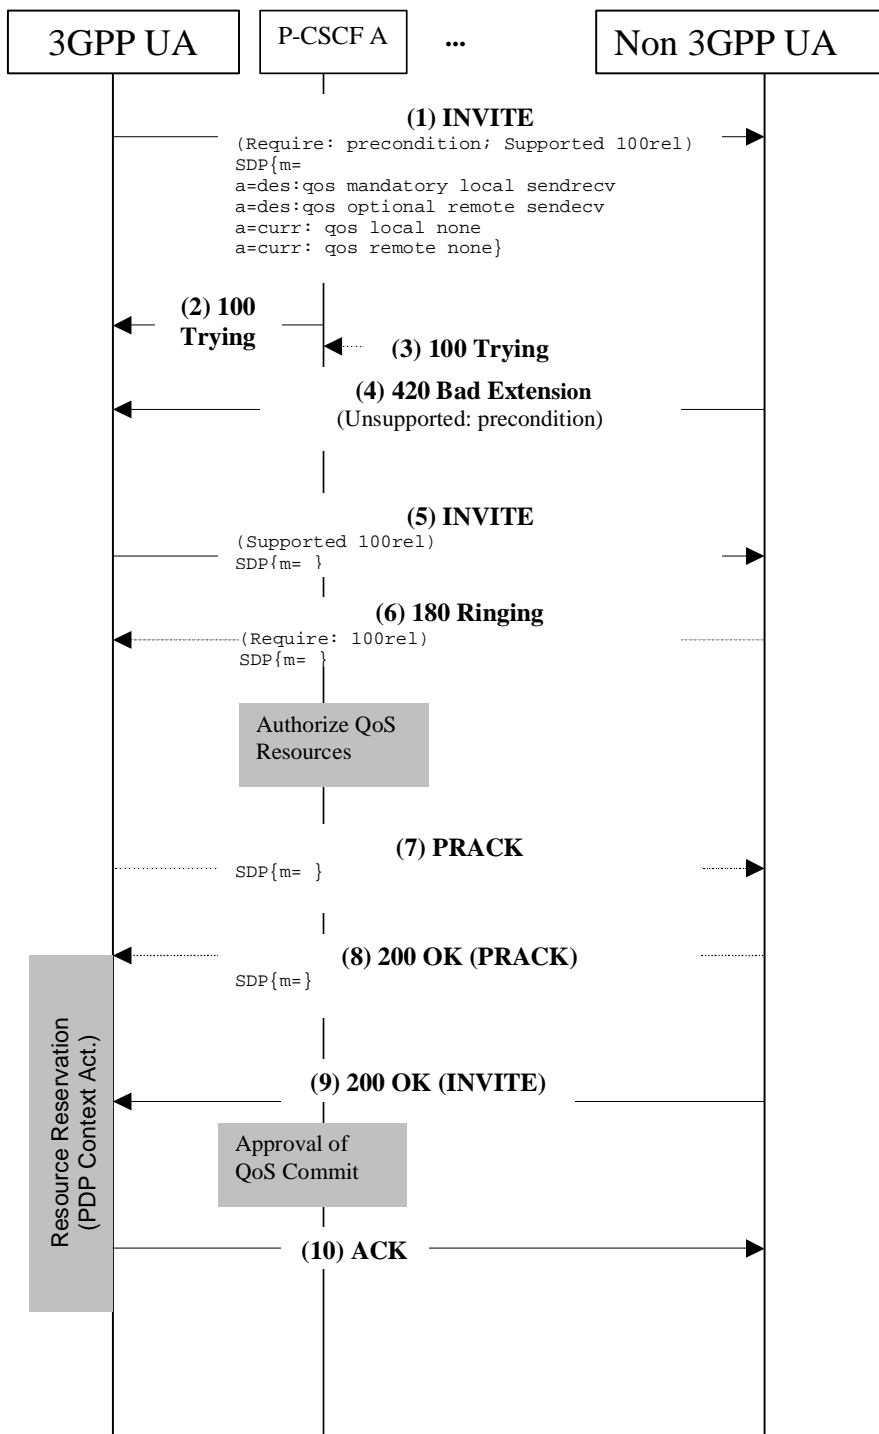 3GPP UA
P-CSCF A
...
Non 3GPP UA
(1) INVITE
(Require: precondition; Supported 100rel)
SDP{m=
a=des:qos mandatory local sendrecv
a=des:qos optional remote sendecv
a=curr: qos local none
a=curr: qos remote none}
(2) 100
Trying
(3) 100 Trying
(4) 420 Bad Extension
(Unsupported: precondition)
(5) INVITE
(Supported 100rel)
SDP{m= }
(6) 180 Ringing
(Require: 100rel)
SDP{m= }
Authorize QoS
Resources
(7) PRACK
SDP{m= }
(8) 200 OK (PRACK)
SDP{m=}
Resource Reservation
(PDP Context Act.)
(9) 200 OK (INVITE)
Approval of
QoS Commit
(10) ACK